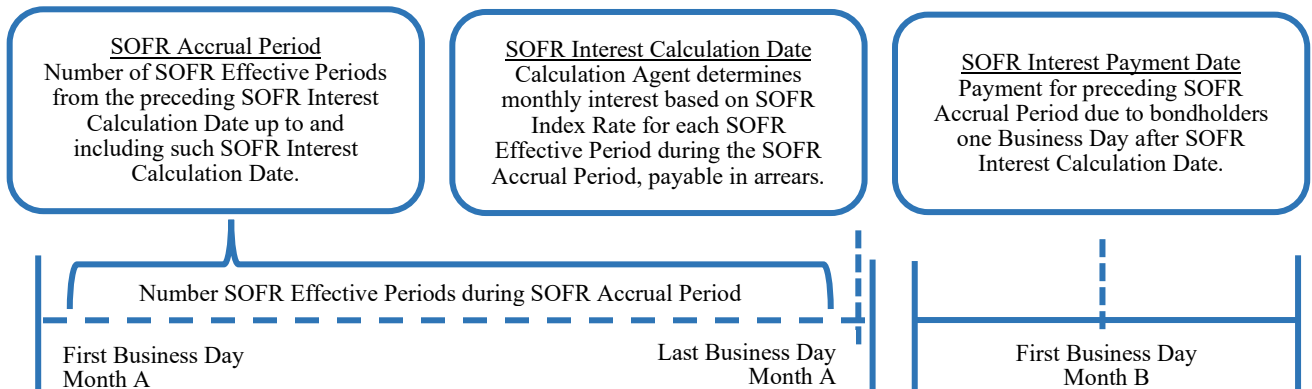 SOFR Accrual Period
Number of SOFR Effective Periods
from the preceding SOFR Interest
Calculation Date up to and
including such SOFR Interest
Calculation Date.
SOFR Interest Calculation Date
Calculation Agent determines
monthly interest based on SOFR
Index Rate for each SOFR
Effective Period during the SOFR
Accrual Period, payable in arrears.
SOFR Interest Payment Date
Payment for preceding SOFR
Accrual Period due to bondholders
one Business Day after SOFR
Interest Calculation Date.
Number SOFR Effective Periods during SOFR Accrual Period
First Business Day
Month A
Last Business Day
Month A
First Business Day
Month B